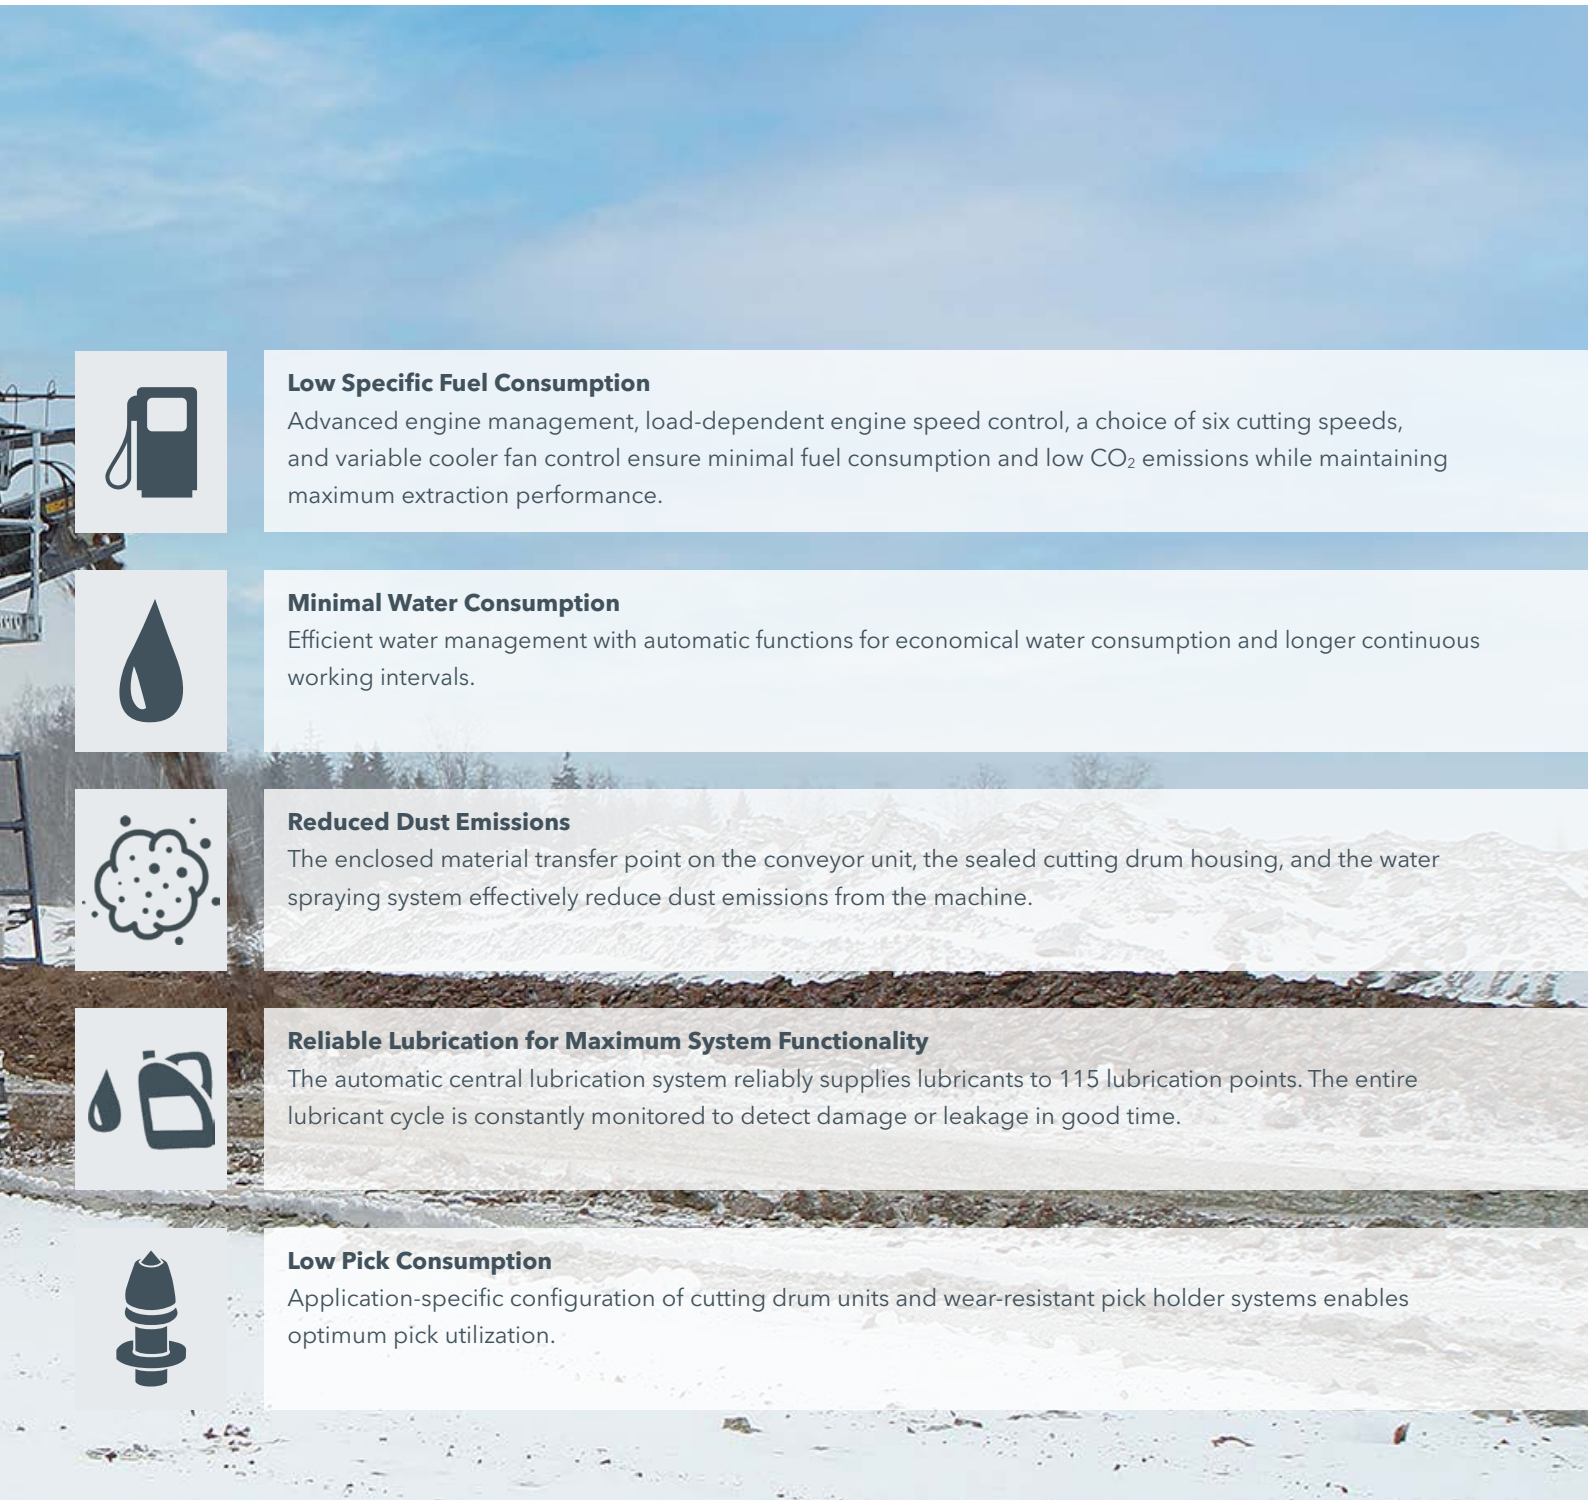 Low Specific Fuel Consumption
Advanced engine management, load-dependent engine speed control, a choice of six cutting speeds,
and variable cooler fan control ensure minimal fuel consumption and low CO₂ emissions while maintaining
maximum extraction performance.
Minimal Water Consumption
Efficient water management with automatic functions for economical water consumption and longer continuous
working intervals.
Reduced Dust Emissions
The enclosed material transfer point on the conveyor unit, the sealed cutting drum housing, and the water
spraying system effectively reduce dust emissions from the machine.
Reliable Lubrication for Maximum System Functionality
The automatic central lubrication system reliably supplies lubricants to 115 lubrication points. The entire
lubricant cycle is constantly monitored to detect damage or leakage in good time.
Low Pick Consumption
Application-specific configuration of cutting drum units and wear-resistant pick holder systems enables
optimum pick utilization.